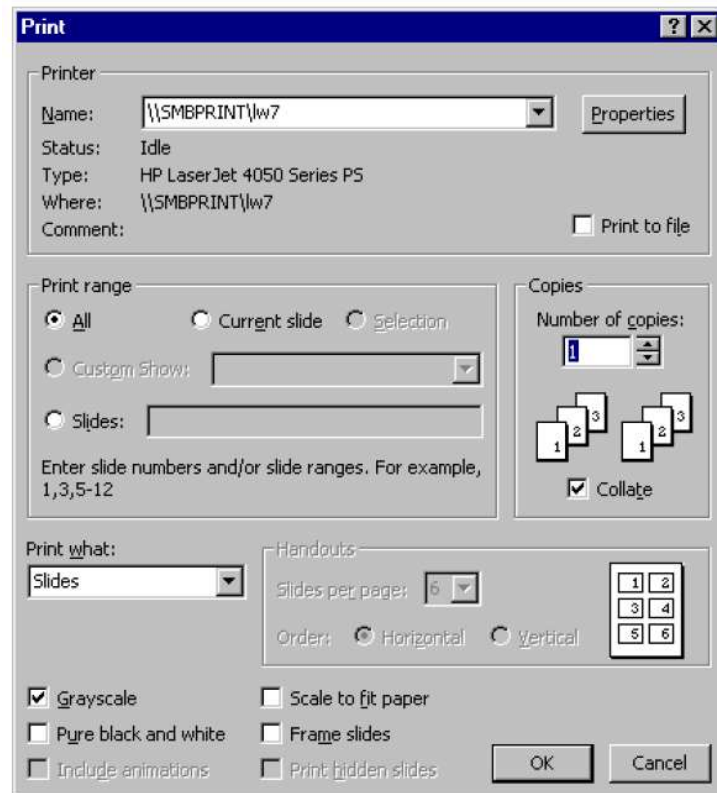 Print
Printer
Name: \\SMBPRINT\lw7 Properties
Status: Idle
Type: HP LaserJet 4050 Series PS
Where: \\SMBPRINT\lw7
Comment: Print to file
Print range
All Current slide Selection
Custom Show:
Slides:
Enter slide numbers and/or slide ranges. For example,
1,3,5-12
Copies
Number of copies:
1
1 2 3 1 2 3
Collate
Print what:
Slides
Handouts
Slides per page: 6
Order: Horizontal Vertical
1 2
3 4
5 6
Grayscale Scale to fit paper
Pure black and white Frame slides
Include animations Print hidden slides
OK Cancel